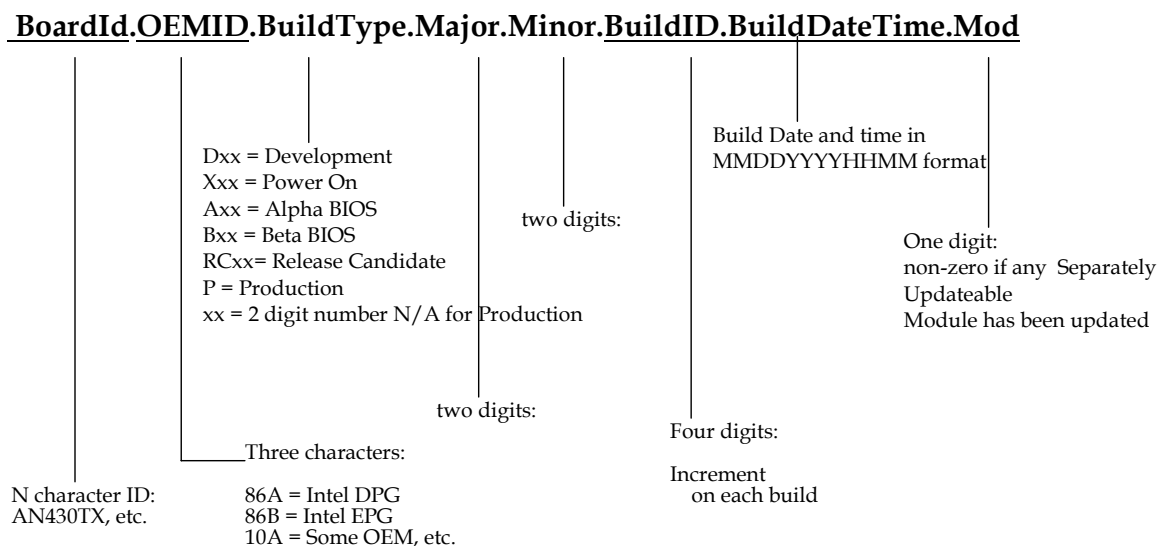 BoardId.OEMID.BuildType.Major.Minor.BuildID.BuildDateTime.Mod
Build Date and time in
MMDDYYYYHHMM format
Dxx = Development
Xxx = Power On
Axx = Alpha BIOS
Bxx = Beta BIOS
RCxx= Release Candidate
P = Production
xx = 2 digit number N/A for Production
two digits:
One digit:
non-zero if any Separately
Updateable
Module has been updated
two digits:
Four digits:
Increment
on each build
Three characters:
86A = Intel DPG
86B = Intel EPG
10A = Some OEM, etc.
N character ID:
AN430TX, etc.